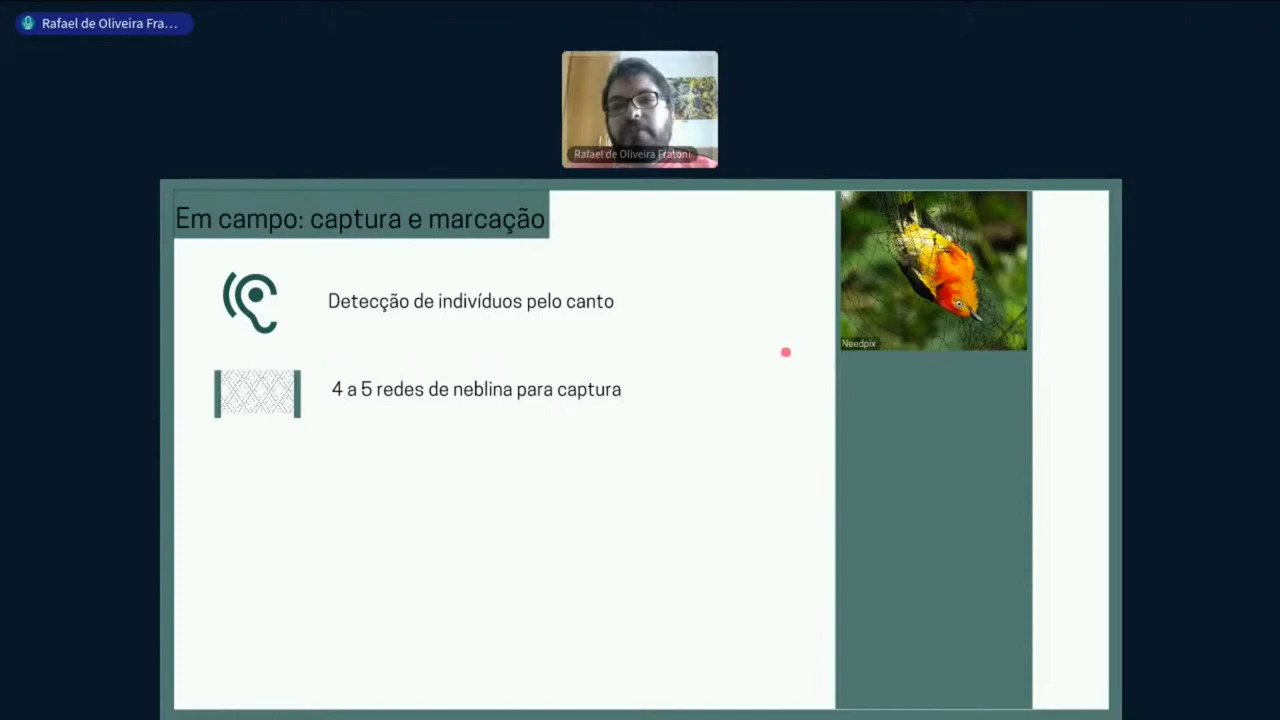 Rafael de Oliveira Fra...
Rafael de Oliveira Fratoni
Em campo: captura e marcação
Detecção de indivíduos pelo canto
4 a 5 redes de neblina para captura
Needpix